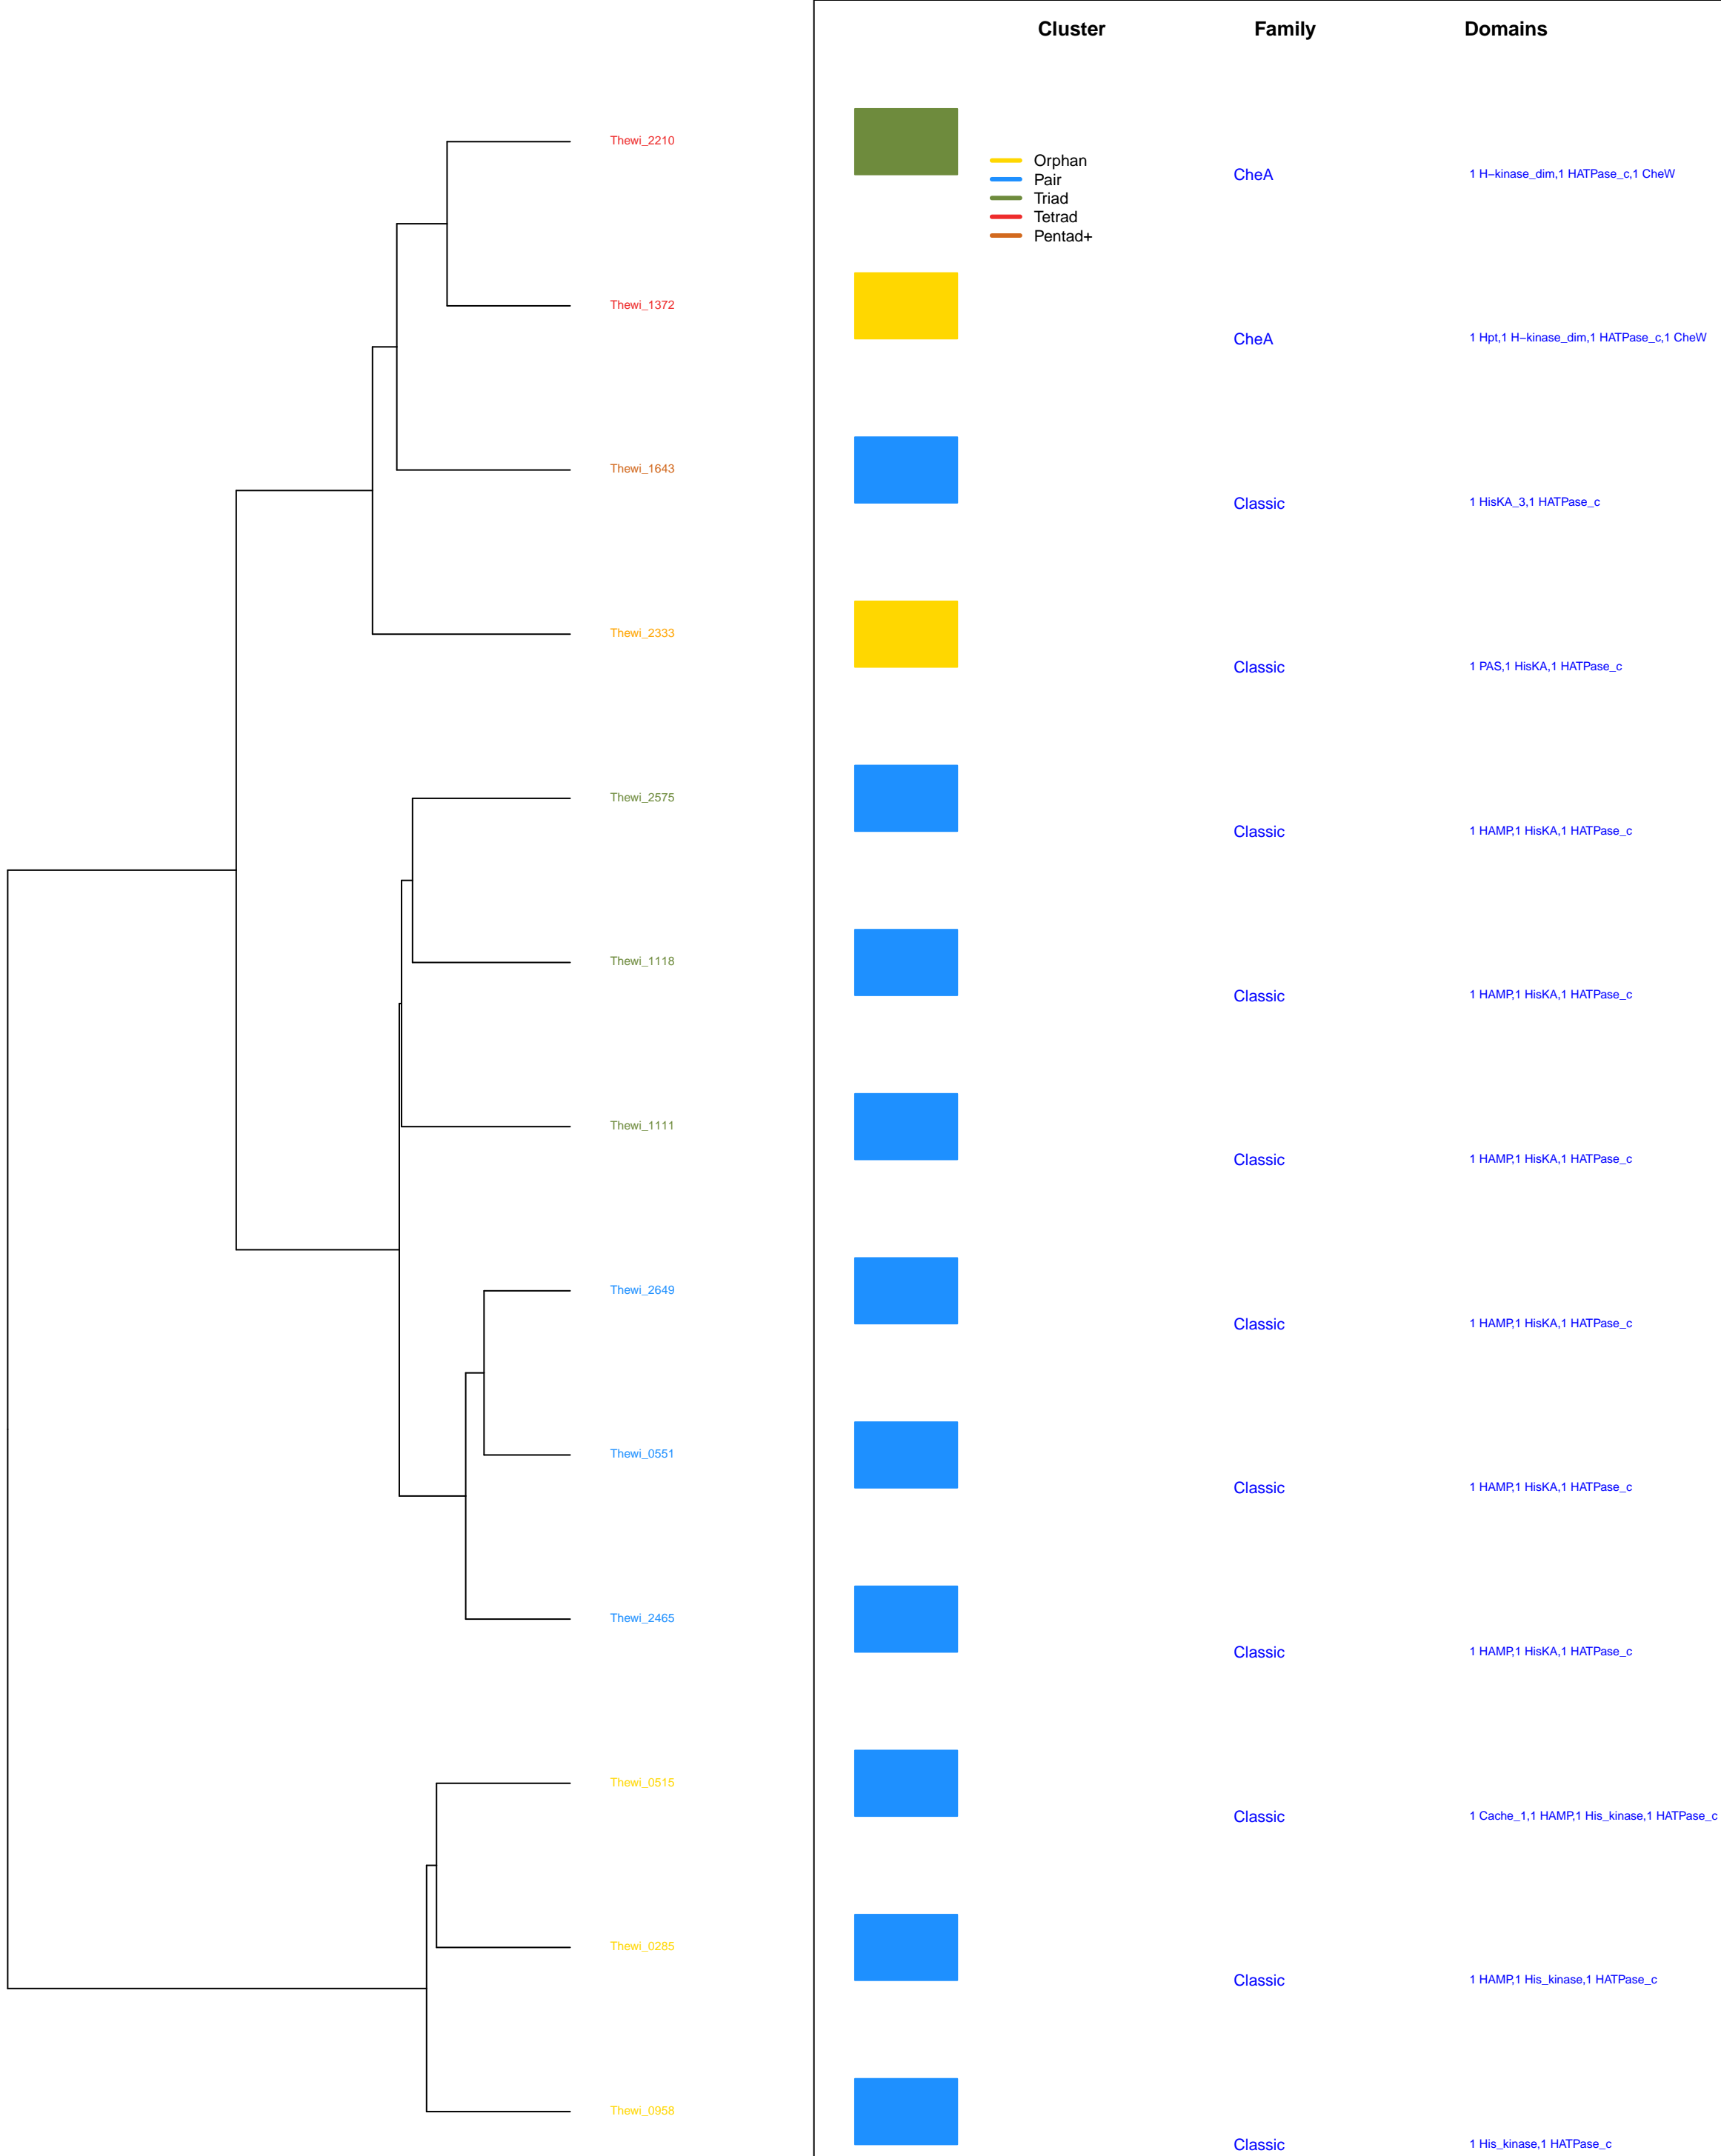 Cluster Family Domains
Thewi_2210
Orphan
Pair
CheA 1 H−kinase_dim,1 HATPase_c,1 CheW
Triad
Tetrad
Pentad+
Thewi_1372
CheA 1 Hpt,1 H−kinase_dim,1 HATPase_c,1 CheW
Thewi_1643
Classic 1 HisKA_3,1 HATPase_c
Thewi_2333
Classic 1 PAS,1 HisKA,1 HATPase_c
Thewi_2575
Classic 1 HAMP,1 HisKA,1 HATPase_c
Thewi_1118
Classic 1 HAMP,1 HisKA,1 HATPase_c
Thewi_1111
Classic 1 HAMP,1 HisKA,1 HATPase_c
Thewi_2649
Classic 1 HAMP,1 HisKA,1 HATPase_c
Thewi_0551
Classic 1 HAMP,1 HisKA,1 HATPase_c
Thewi_2465
Classic 1 HAMP,1 HisKA,1 HATPase_c
Thewi_0515
Classic 1 Cache_1,1 HAMP,1 His_kinase,1 HATPase_c
Thewi_0285
Classic 1 HAMP,1 His_kinase,1 HATPase_c
Thewi_0958
Classic 1 His_kinase,1 HATPase_c